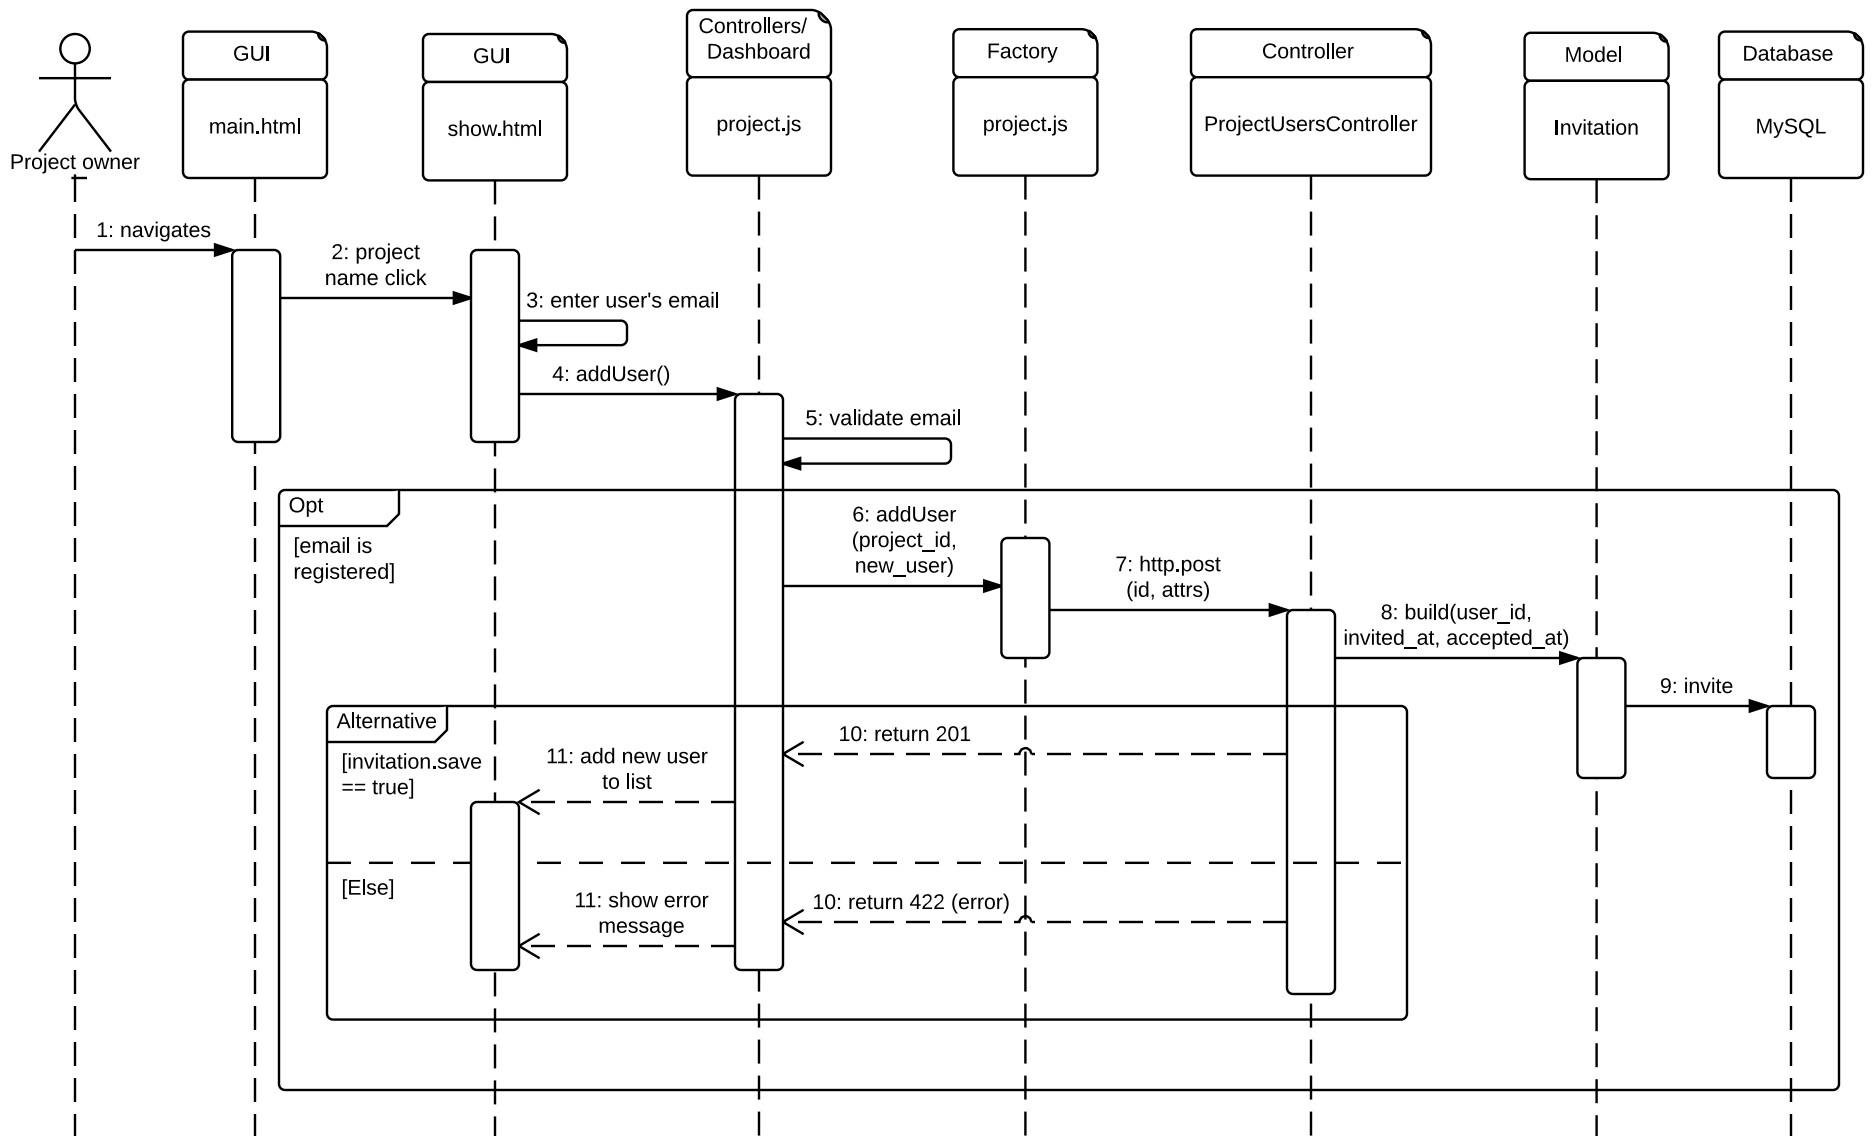 Project owner
GUI
main.html
GUI
show.html
Controllers/
Dashboard
project.js
Factory
project.js
Controller
ProjectUsersController
Model
Invitation
Database
MySQL
1: navigates
2: project
name click
3: enter user's email
4: addUser()
5: validate email
Opt
[email is
registered]
6: addUser
(project_id,
new_user)
7: http.post
(id, attrs)
8: build(user_id,
invited_at, accepted_at)
9: invite
Alternative
[invitation.save
== true]
10: return 201
11: add new user
to list
[Else]
10: return 422 (error)
11: show error
message